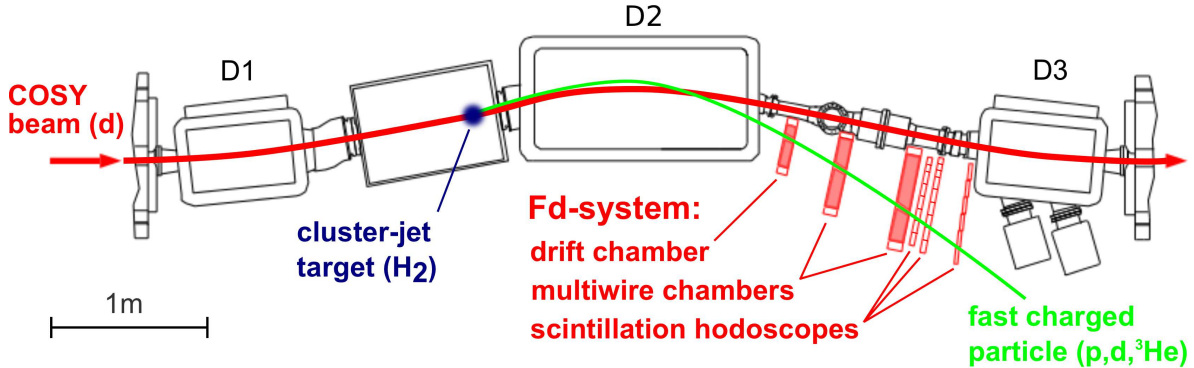 D2
D1
D3
COSY
beam (d)
cluster-jet
target (H2)
Fd-system:
drift chamber
multiwire chambers
scintillation hodoscopes
1m
fast charged
particle (p,d,³He)